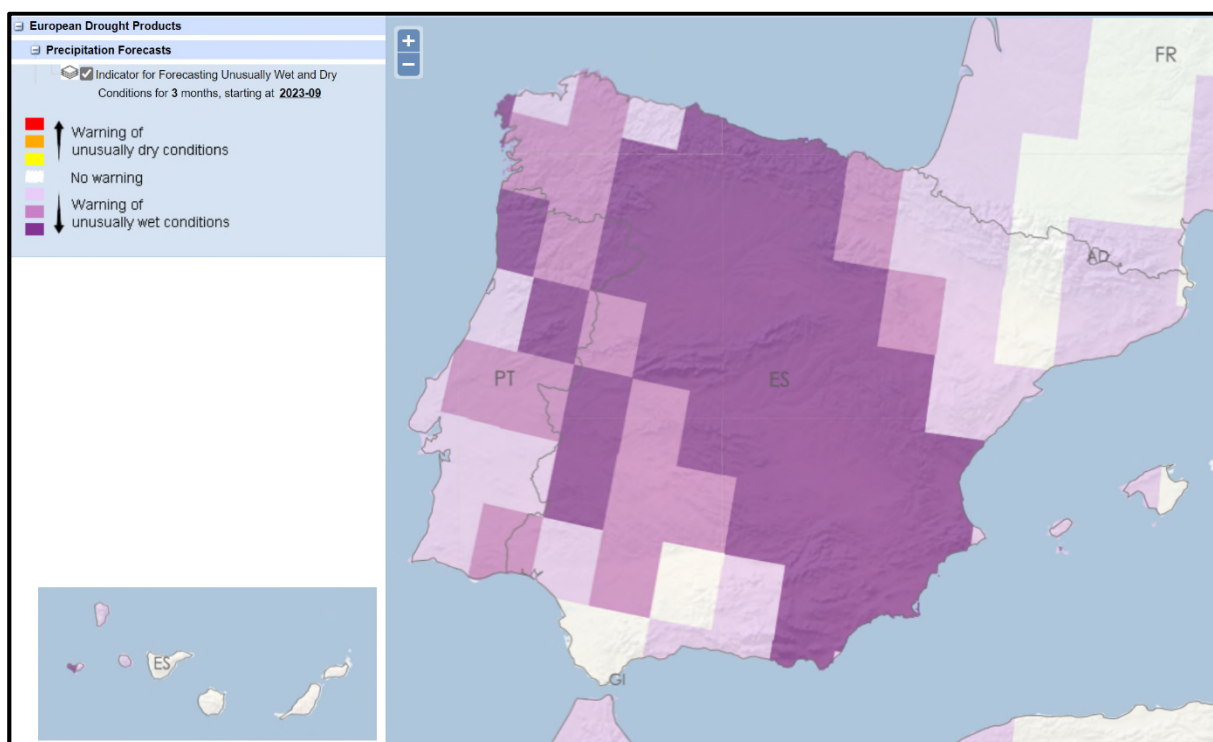 European Drought Products
Precipitation Forecasts
Indicator for Forecasting Unusually Wet and Dry
Conditions for 3 months, starting at 2023-09
Warning of
unusually dry conditions
No warning
Warning of
unusually wet conditions
+
−
FR
AD
PT
ES
GI
ES